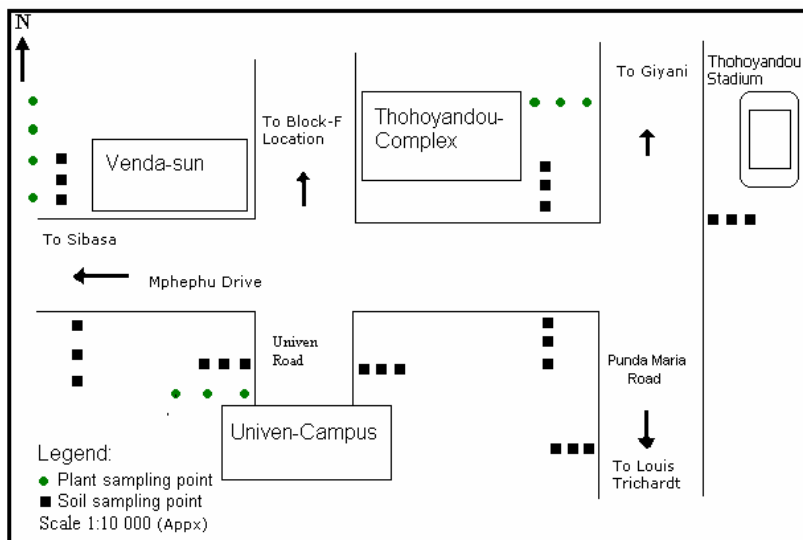 N
To Block-F
Location
Venda-sun
Thohoyandou-
Complex
To Giyani
Thohoyandou
Stadium
To Sibasa
Mphephu Drive
Univen
Road
Punda Maria
Road
Univen-Campus
To Louis
Trichardt
Legend:
Plant sampling point
Soil sampling point
Scale 1:10 000 (Appx)